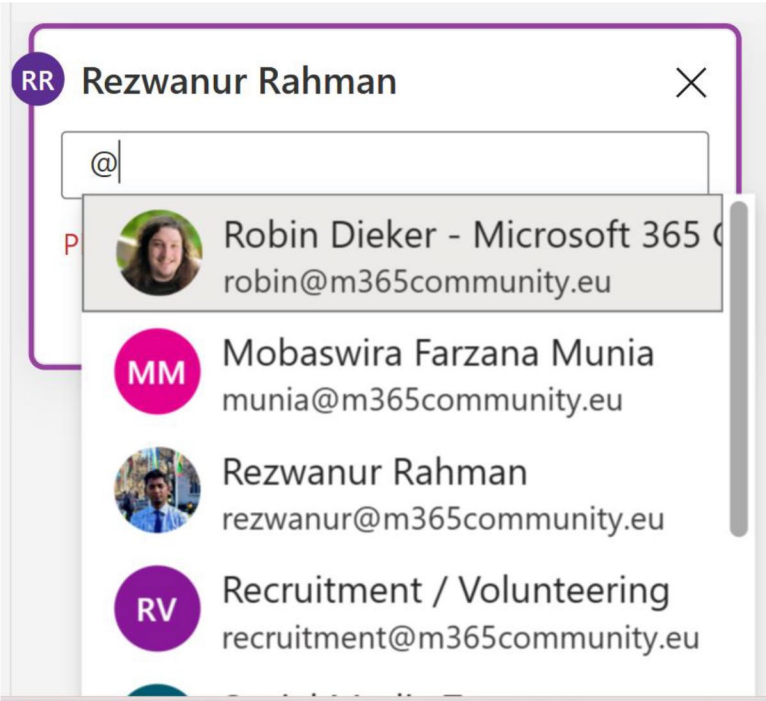 RR Rezwanur Rahman
@
P
Robin Dieker - Microsoft 365
robin@m365community.eu
MM
Mobaswira Farzana Munia
munia@m365community.eu
Rezwanur Rahman
rezwanur@m365community.eu
RV
Recruitment / Volunteering
recruitment@m365community.eu